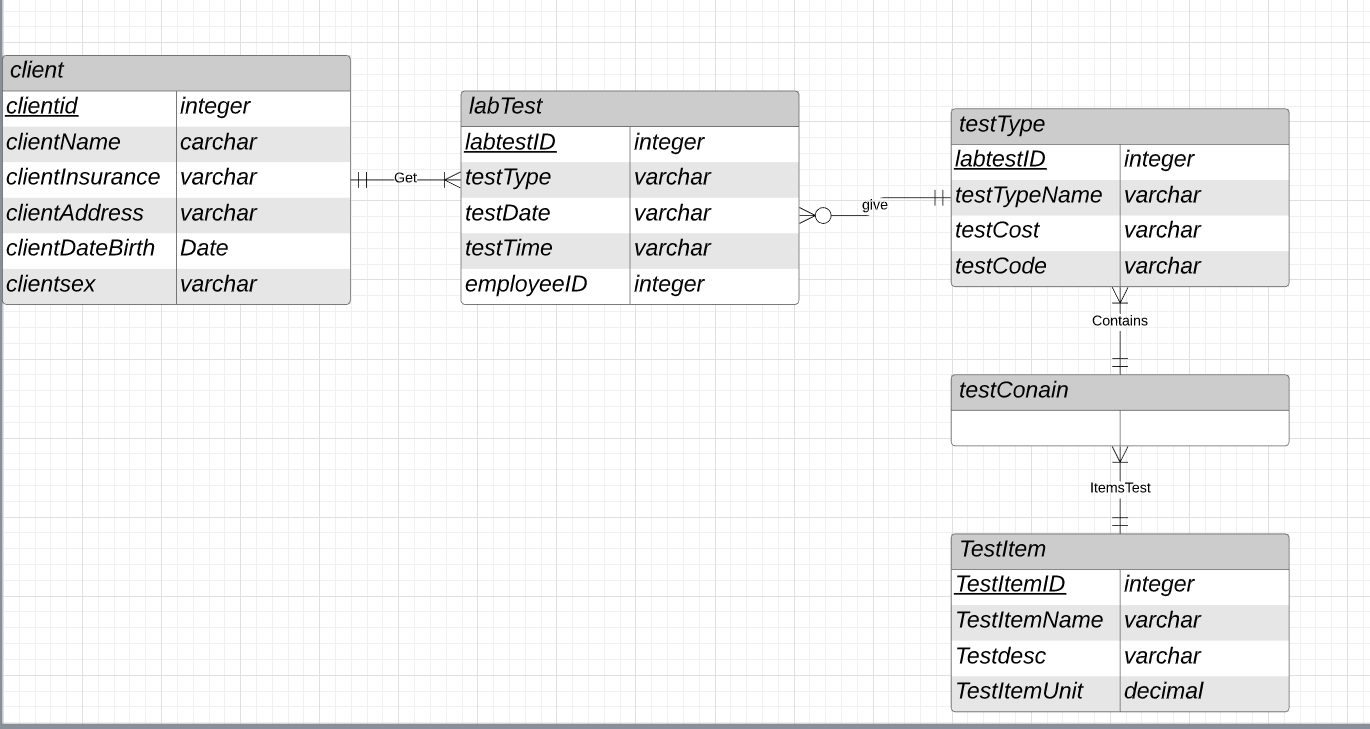 client
clientid integer
clientName carchar
clientInsurance varchar
clientAddress varchar
clientDateBirth Date
clientsex varchar
Get
labTest
labtestID integer
testType varchar
testDate varchar
testTime varchar
employeeID integer
give
testType
labtestID integer
testTypeName varchar
testCost varchar
testCode varchar
Contains
testConain
ItemsTest
TestItem
TestItemID integer
TestItemName varchar
Testdesc varchar
TestItemUnit decimal